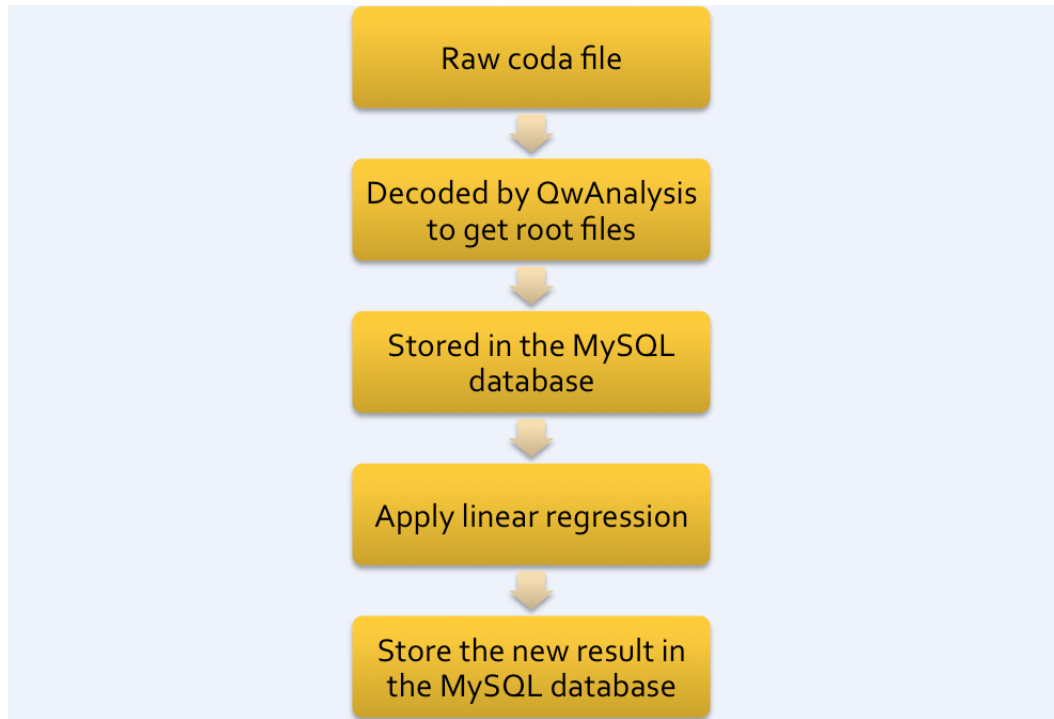 Raw coda file
Decoded by QwAnalysis
to get root files
Stored in the MySQL
database
Apply linear regression
Store the new result in
the MySQL database